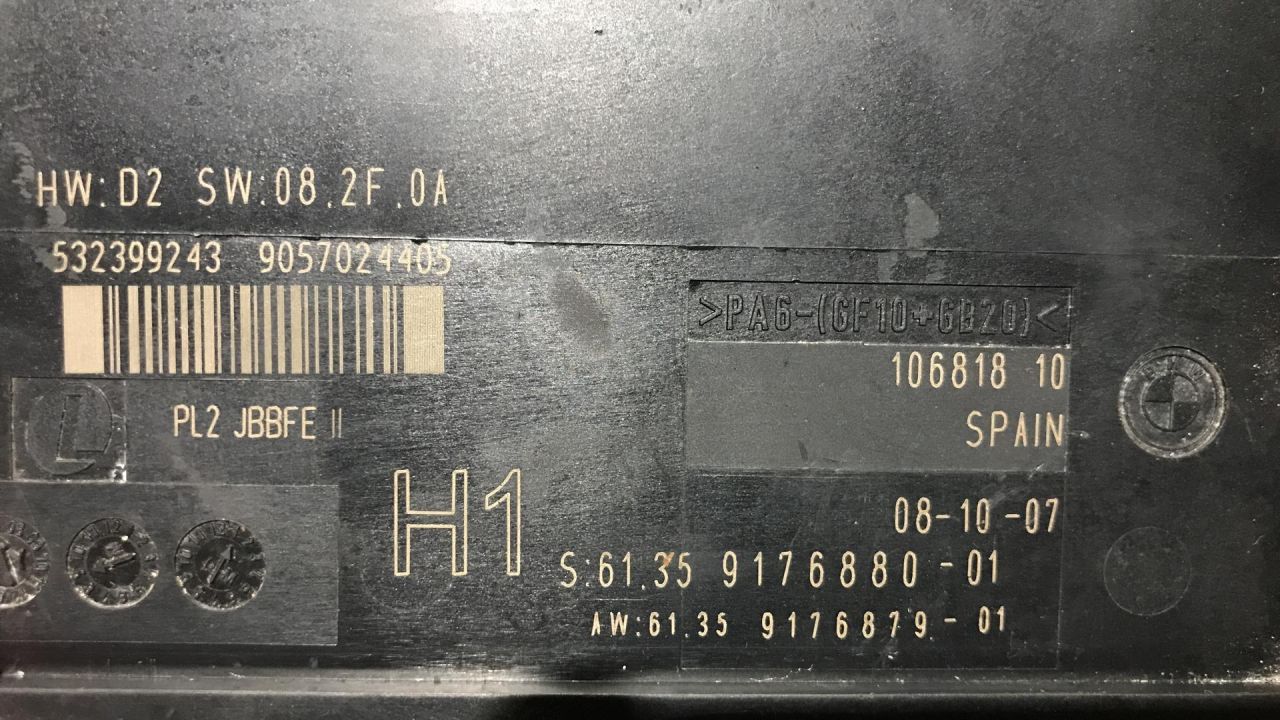 HW:D2 SW:08.2F.0A
532399243 9057024405
>PA6-(GF10+GB20)<
106818 10
PL2 JBBFE II
SPAIN
H1
08-10-07
S:61.35 9176880-01
AW:61.35 9176879-01